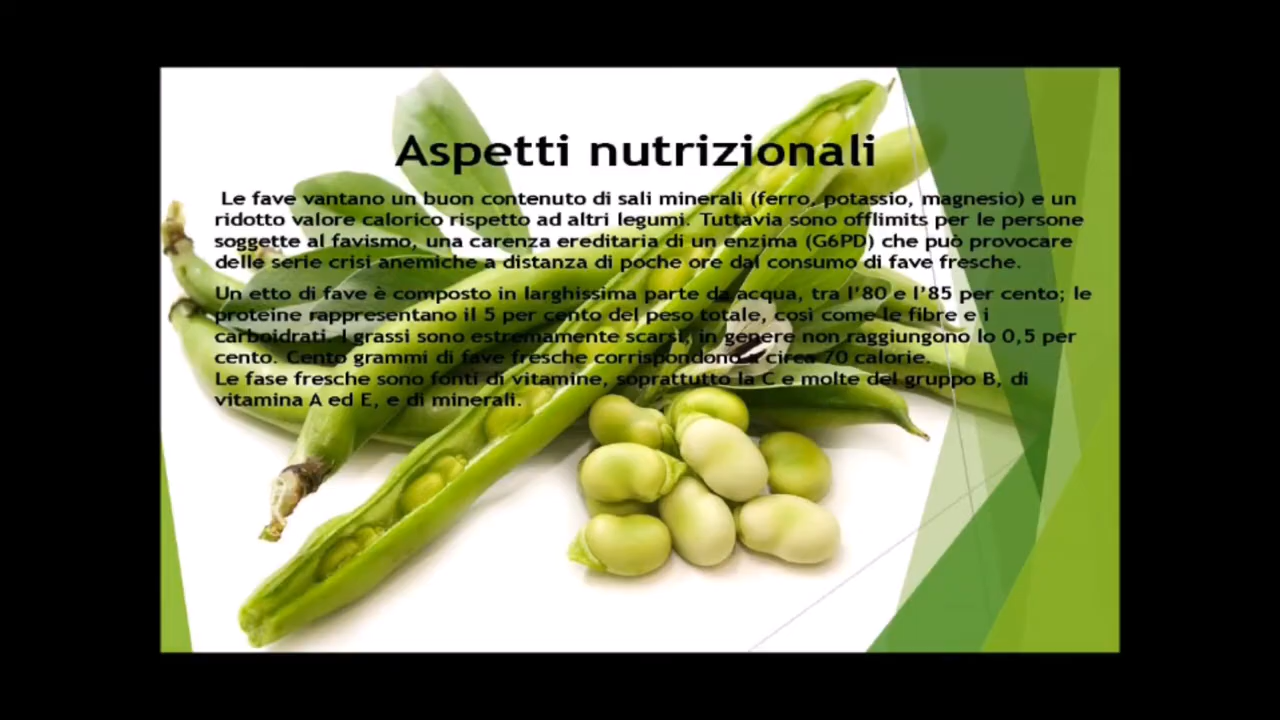 Aspetti nutrizionali
Le fave vantano un buon contenuto di sali minerali (ferro, potassio, magnesio) e un
ridotto valore calorico rispetto ad altri legumi. Tuttavia sono offlimits per le persone
soggette al favismo, una carenza ereditaria di un enzima (G6PD) che può provocare
delle serie crisi anemiche a distanza di poche ore dal consumo di fave fresche.
Un etto di fave è composto in larghissima parte da acqua, tra l'80 e l'85 per cento; le
proteine rappresentano il 5 per cento del peso totale, così come le fibre e i
carboidrati. I grassi sono estremamente scarsi, in genere non raggiungono lo 0,5 per
cento. Cento grammi di fave fresche corrispondono a circa 70 calorie.
Le fase fresche sono fonti di vitamine, soprattutto la C e molte del gruppo B, di
vitamina A ed E, e di minerali.